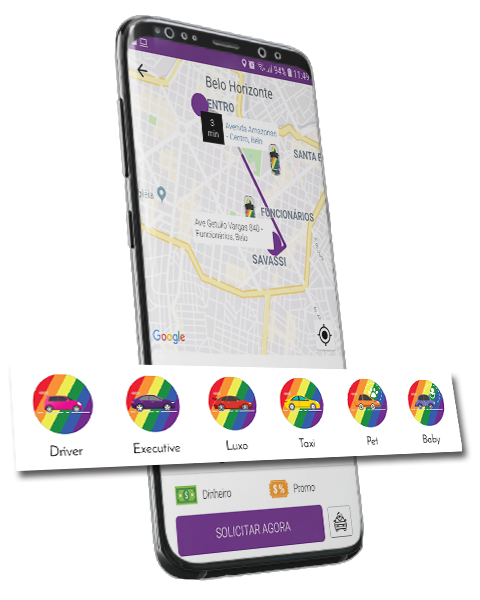 94% 11:49
Belo Horizonte
CENTRO
3
min
Avenida Amazonas
- Centro, Belo
SANTA E
FUNCIONÁRIOS
Ave Getulio Vargas 840 -
Funcionários, Belo
SAVASSI
Google
Driver
Executive
Luxo
Taxi
Pet
Baby
Dinheiro
Promo
SOLICITAR AGORA